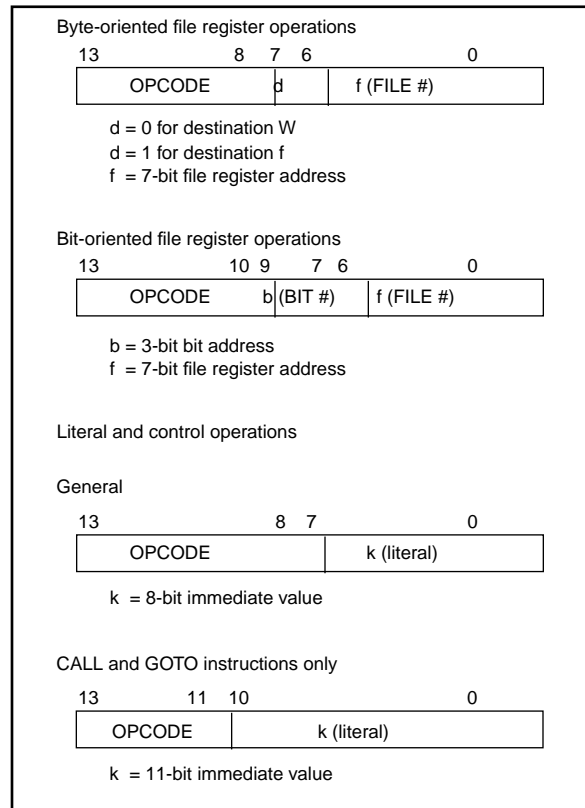 Byte-oriented file register operations
13 8 7 6 0
OPCODE d f (FILE #)
d = 0 for destination W
d = 1 for destination f
f = 7-bit file register address
Bit-oriented file register operations
13 10 9 7 6 0
OPCODE b (BIT #) f (FILE #)
b = 3-bit bit address
f = 7-bit file register address
Literal and control operations
General
13 8 7 0
OPCODE k (literal)
k = 8-bit immediate value
CALL and GOTO instructions only
13 11 10 0
OPCODE k (literal)
k = 11-bit immediate value